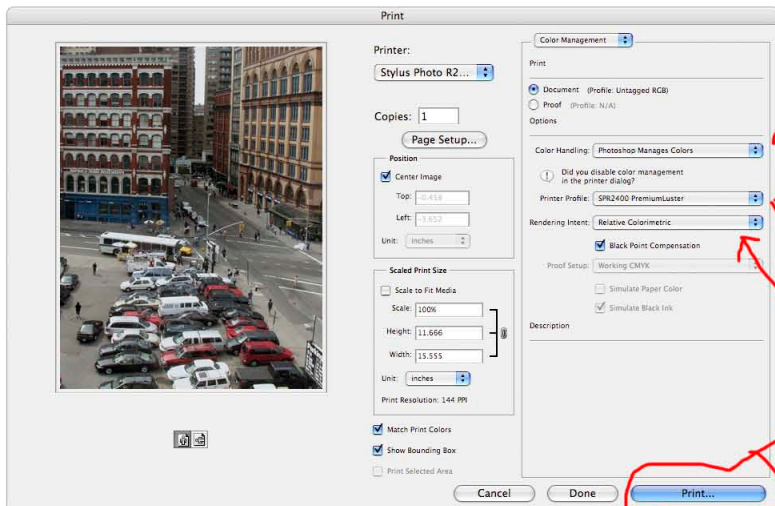 Print
Printer:
Stylus Photo R2...
Copies: 1
Page Setup...
Position
Center Image
Top: -0.458
Left: -3.652
Unit: inches
Scaled Print Size
Scale to Fit Media
Scale: 100%
Height: 11.666
Width: 15.555
Unit: inches
Print Resolution: 144 PPI
Match Print Colors
Show Bounding Box
Print Selected Area
Color Management
Print
Document (Profile: Untagged RGB)
Proof (Profile: N/A)
Options
Color Handling: Photoshop Manages Colors
Did you disable color management
in the printer dialog?
Printer Profile: SPR2400 PremiumLuster
Rendering Intent: Relative Colorimetric
Black Point Compensation
Proof Setup: Working CMYK
Simulate Paper Color
Simulate Black Ink
Description
Cancel
Done
Print...